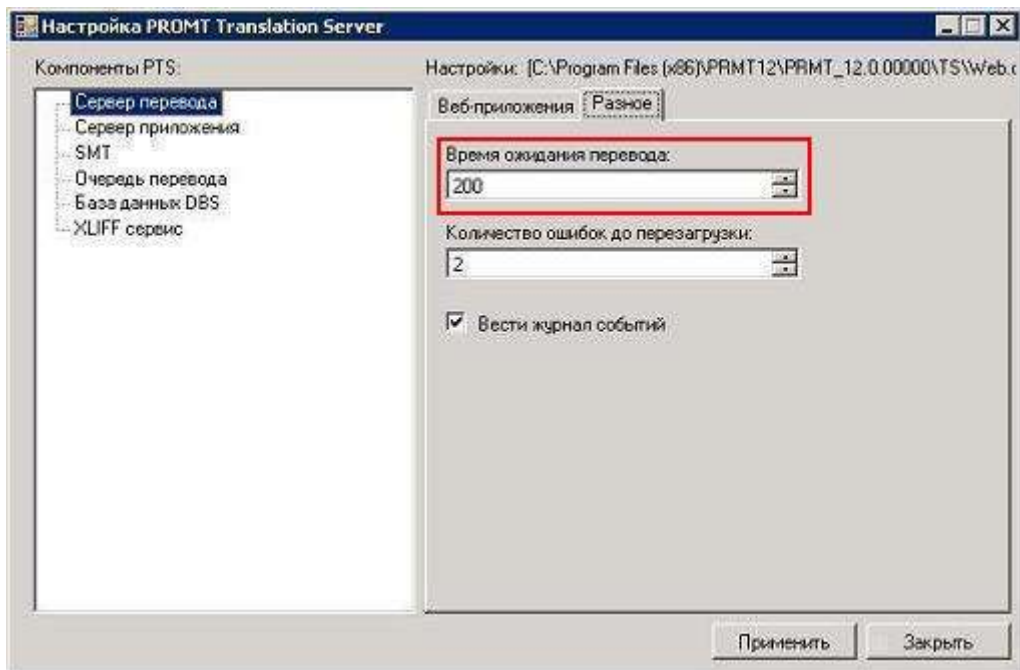 Настройка PROMT Translation Server
Компоненты PTS:
Сервер перевода
Сервер приложения
SMT
Очередь перевода
База данных DBS
XLIFF сервис
Настройки: [C:\Program Files (x86)\PRMT12\PRMT_12.0.00000\TS\Web.c
Веб-приложения
Разное
Время ожидания перевода:
200
Количество ошибок до перезагрузки:
2
Вести журнал событий
Применить
Закрыть